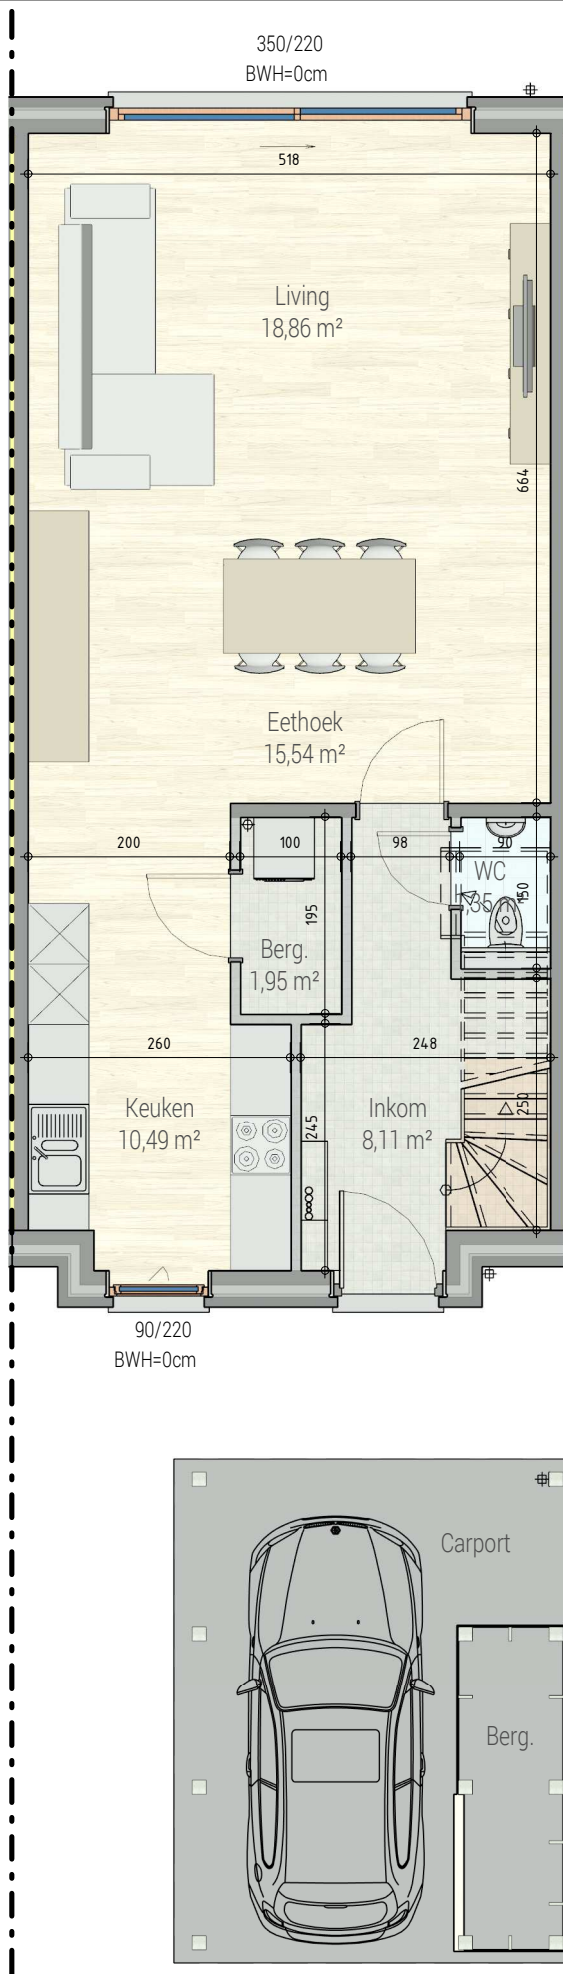 350/220
BWH=0cm
518
Living
18,86 m²
664
Eethoek
15,54 m²
200
100
98
90
WC
150
195
Berg.
1,95 m²
260
248
Keuken
10,49 m²
245
Inkom
8,11 m²
250
90/220
BWH=0cm
Carport
Berg.